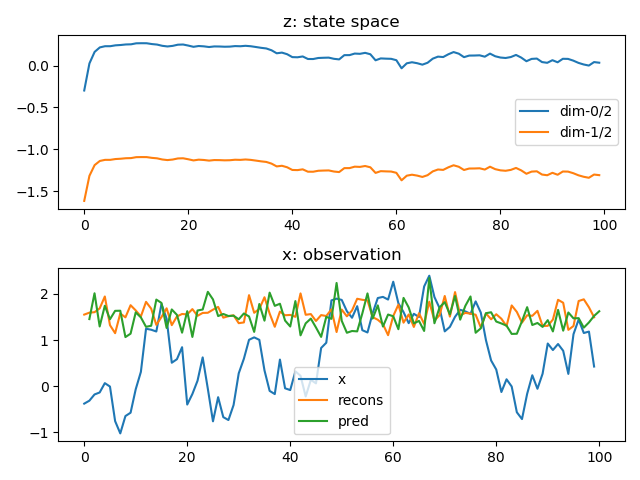 z: state space
0.0
−0.5
−1.0
−1.5
dim-0/2
dim-1/2
0 20 40 60 80 100
x: observation
2
1
0
−1
x
recons
pred
0 20 40 60 80 100